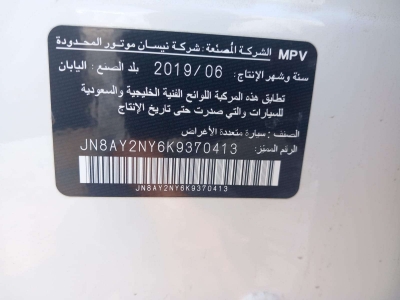 MPV الشركة المصنعة: شركة نيسان موتور المحدودة
سنة وشهر الإنتاج: 2019/06 بلد الصنع: اليابان
تطابق هذه المركبة اللوائح الفنية الخليجية والسعودية
للسيارات والتي صدرت حتى تاريخ الإنتاج
الصنف: سيارة متعددة الأغراض
الرقم المميز: JN8AY2NY6K9370413
JN8AY2NY6K9370413